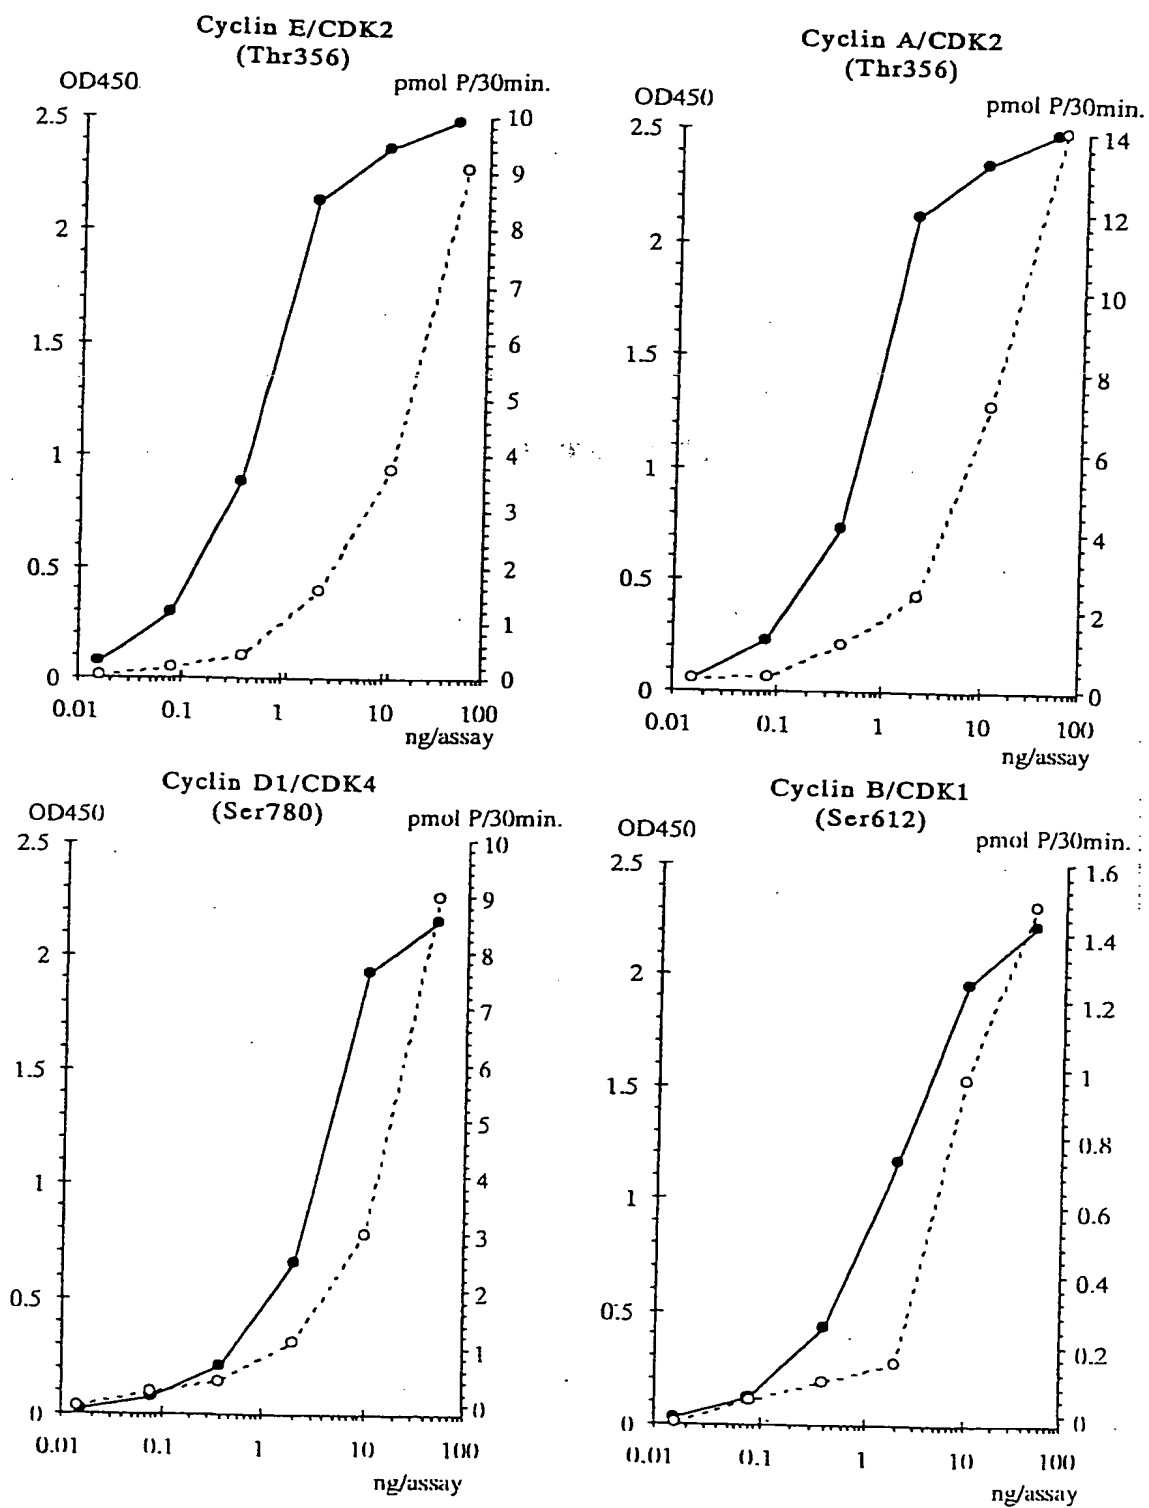 Cyclin E/CDK2
(Thr356)
OD450
pmol P/30min.
2.5
2
1.5
1
0.5
0
10
9
8
7
6
5
4
3
2
1
0
0.01 0.1 1 10 100
ng/assay
Cyclin A/CDK2
(Thr356)
OD450
pmol P/30min.
2.5
2
1.5
1
0.5
0
14
12
10
8
6
4
2
0
0.01 0.1 1 10 100
ng/assay
Cyclin D1/CDK4
(Ser780)
OD450
pmol P/30min.
2.5
2
1.5
1
0.5
0
10
9
8
7
6
5
4
3
2
1
0
0.01 0.1 1 10 100
ng/assay
Cyclin B/CDK1
(Ser612)
OD450
pmol P/30min.
2.5
2
1.5
1
0.5
0
1.6
1.4
1.2
1
0.8
0.6
0.4
0.2
0
0.01 0.1 1 10 100
ng/assay